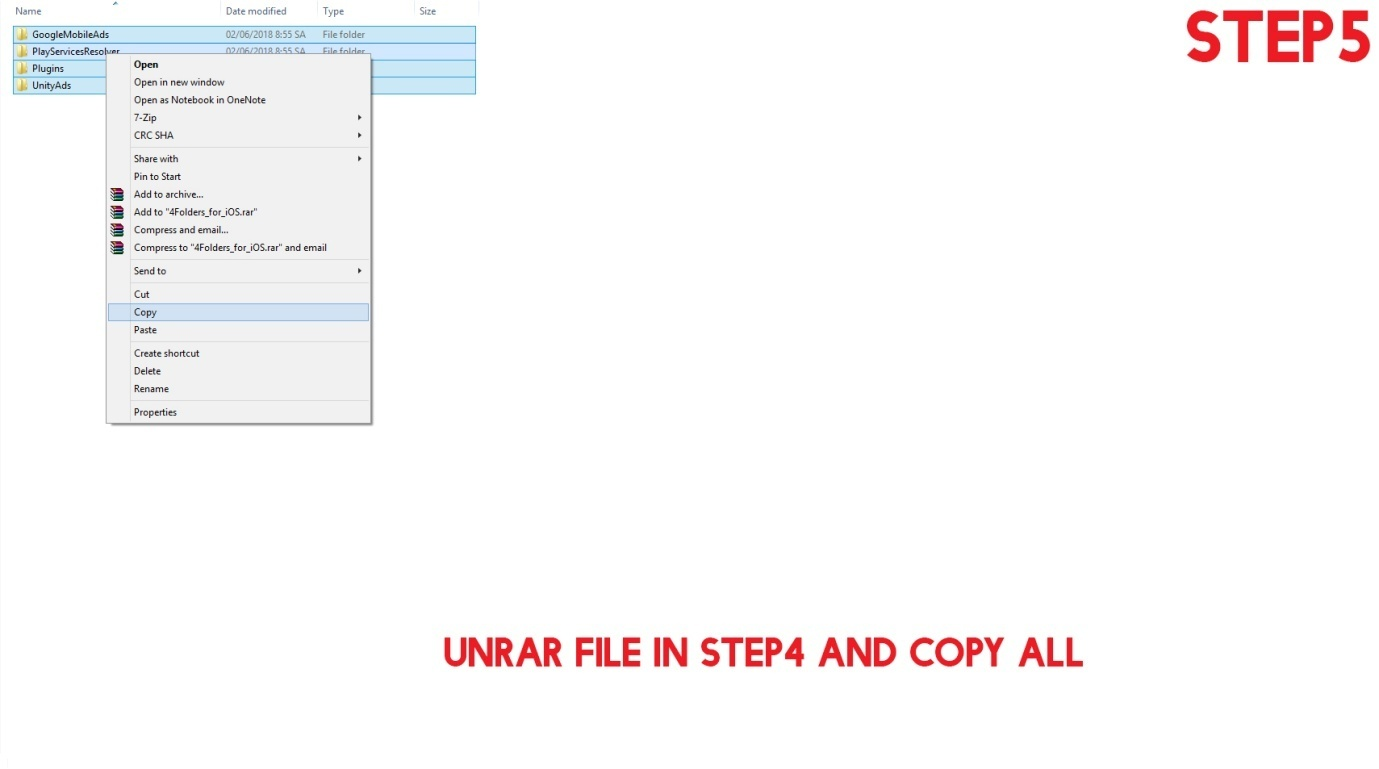 Name Date modified Type Size
STEP5
GoogleMobileAds 02/06/2018 8:55 SA File folder
PlayServicesResolver 02/06/2018 8:55 SA File folder
Plugins
UnityAds
Open
Open in new window
Open as Notebook in OneNote
7-Zip
CRC SHA
Share with
Pin to Start
Add to archive...
Add to "4Folders_for_iOS.rar"
Compress and email...
Compress to "4Folders_for_iOS.rar" and email
Send to
Cut
Copy
Paste
Create shortcut
Delete
Rename
Properties
UNRAR FILE IN STEP4 AND COPY ALL